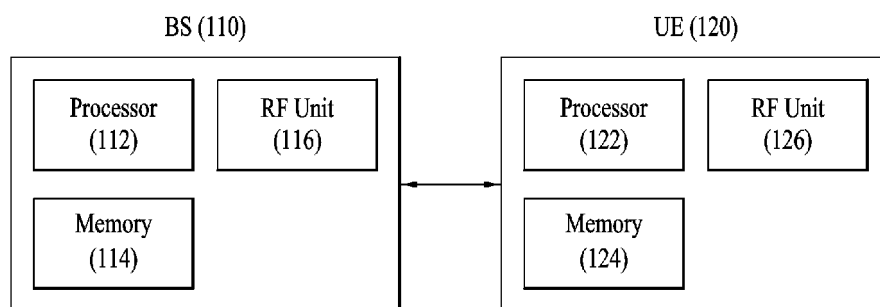 BS (110)
Processor
(112)
RF Unit
(116)
Memory
(114)
UE (120)
Processor
(122)
RF Unit
(126)
Memory
(124)